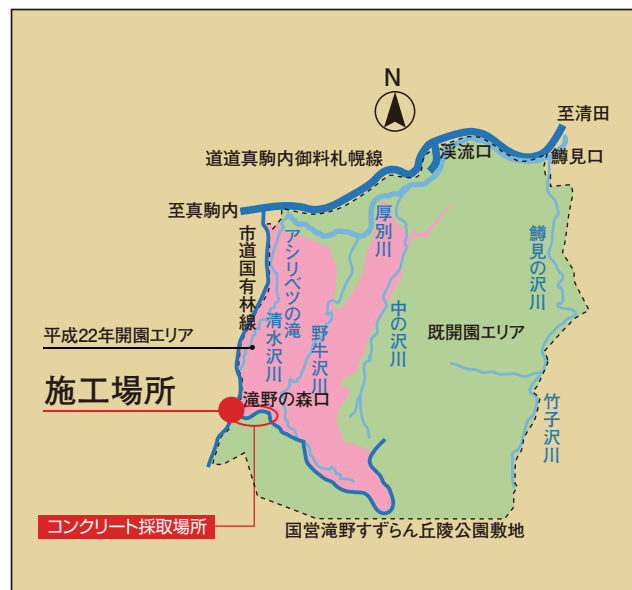 N
至清田
渓流口
鱒見口
道道真駒内御料札幌線
至真駒内
市道国有林線
アシリベツの滝
厚別川
鱒見の沢川
清水沢川
野牛沢川
中の沢川
既開園エリア
平成22年開園エリア
施工場所
滝野の森口
竹子沢川
コンクリート採取場所
国営滝野すずらん丘陵公園敷地